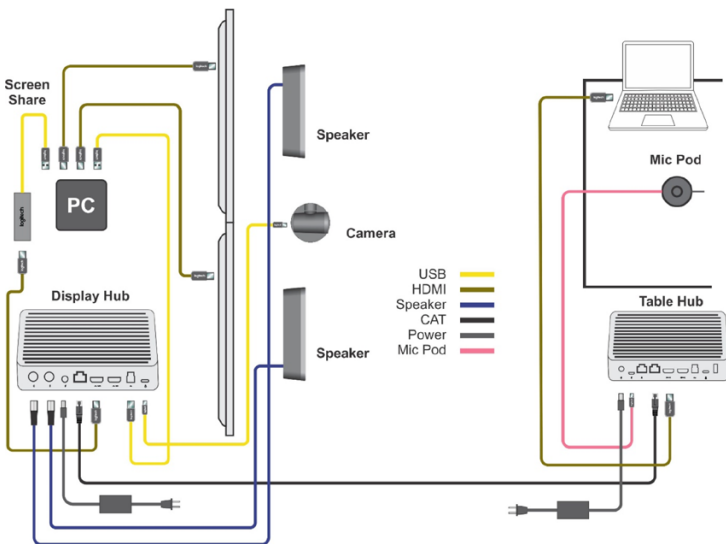 Screen
Share
PC
logitech
Display Hub
Speaker
Camera
Speaker
USB
HDMI
Speaker
CAT
Power
Mic Pod
Mic Pod
Table Hub